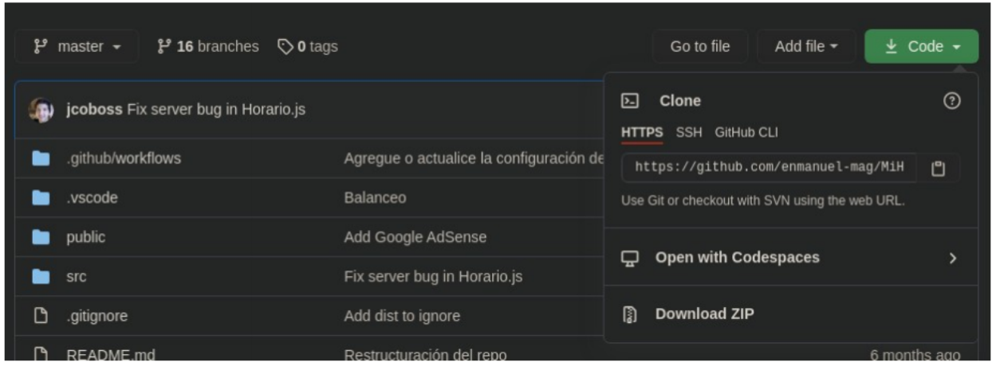 master 16 branches 0 tags Go to file Add file Code
jcoboss Fix server bug in Horario.js
Clone
HTTPS SSH GitHub CLI
https://github.com/enmanuel-mag/MiH
Use Git or checkout with SVN using the web URL.
Open with Codespaces
Download ZIP
.github/workflows Agregue o actualice la configuración de
.vscode Balanceo
public Add Google AdSense
src Fix server bug in Horario.js
.gitignore Add dist to ignore
README.md Restructuración del repo 6 months ago